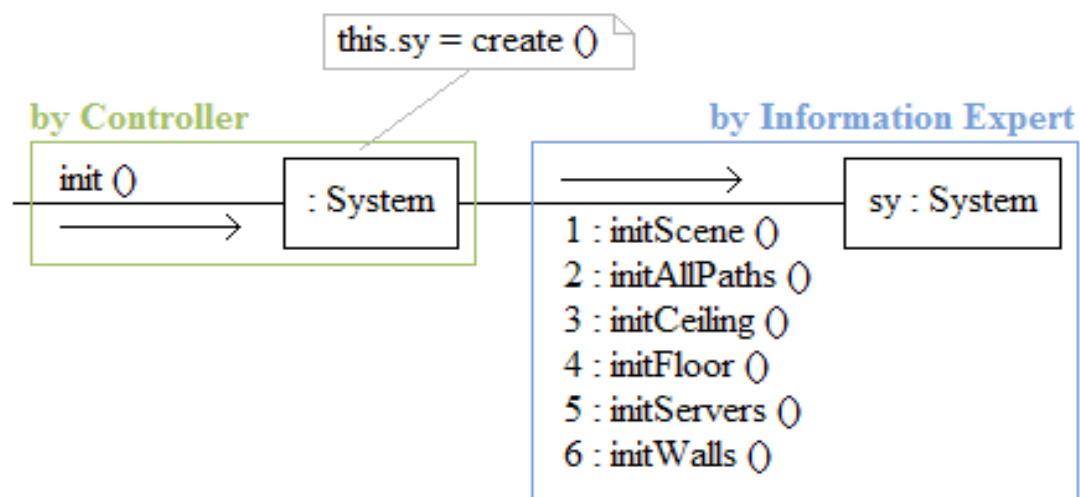 this.sy = create ()
by Controller
by Information Expert
init ()
: System
sy : System
1 : initScene ()
2 : initAllPaths ()
3 : initCeiling ()
4 : initFloor ()
5 : initServers ()
6 : initWalls ()